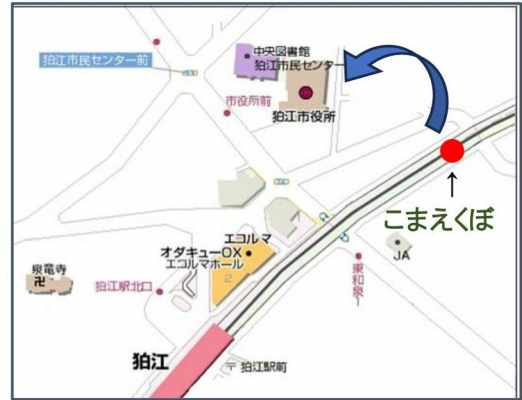 中央図書館
狛江市民センター
狛江市民センター前
市役所前
狛江市役所
↑
こまえくぼ
エコルマ
オダキューOX
エコルマホール
2
JA
泉竜寺
卍
狛江駅北口
東和泉一
狛江
〒 狛江駅前